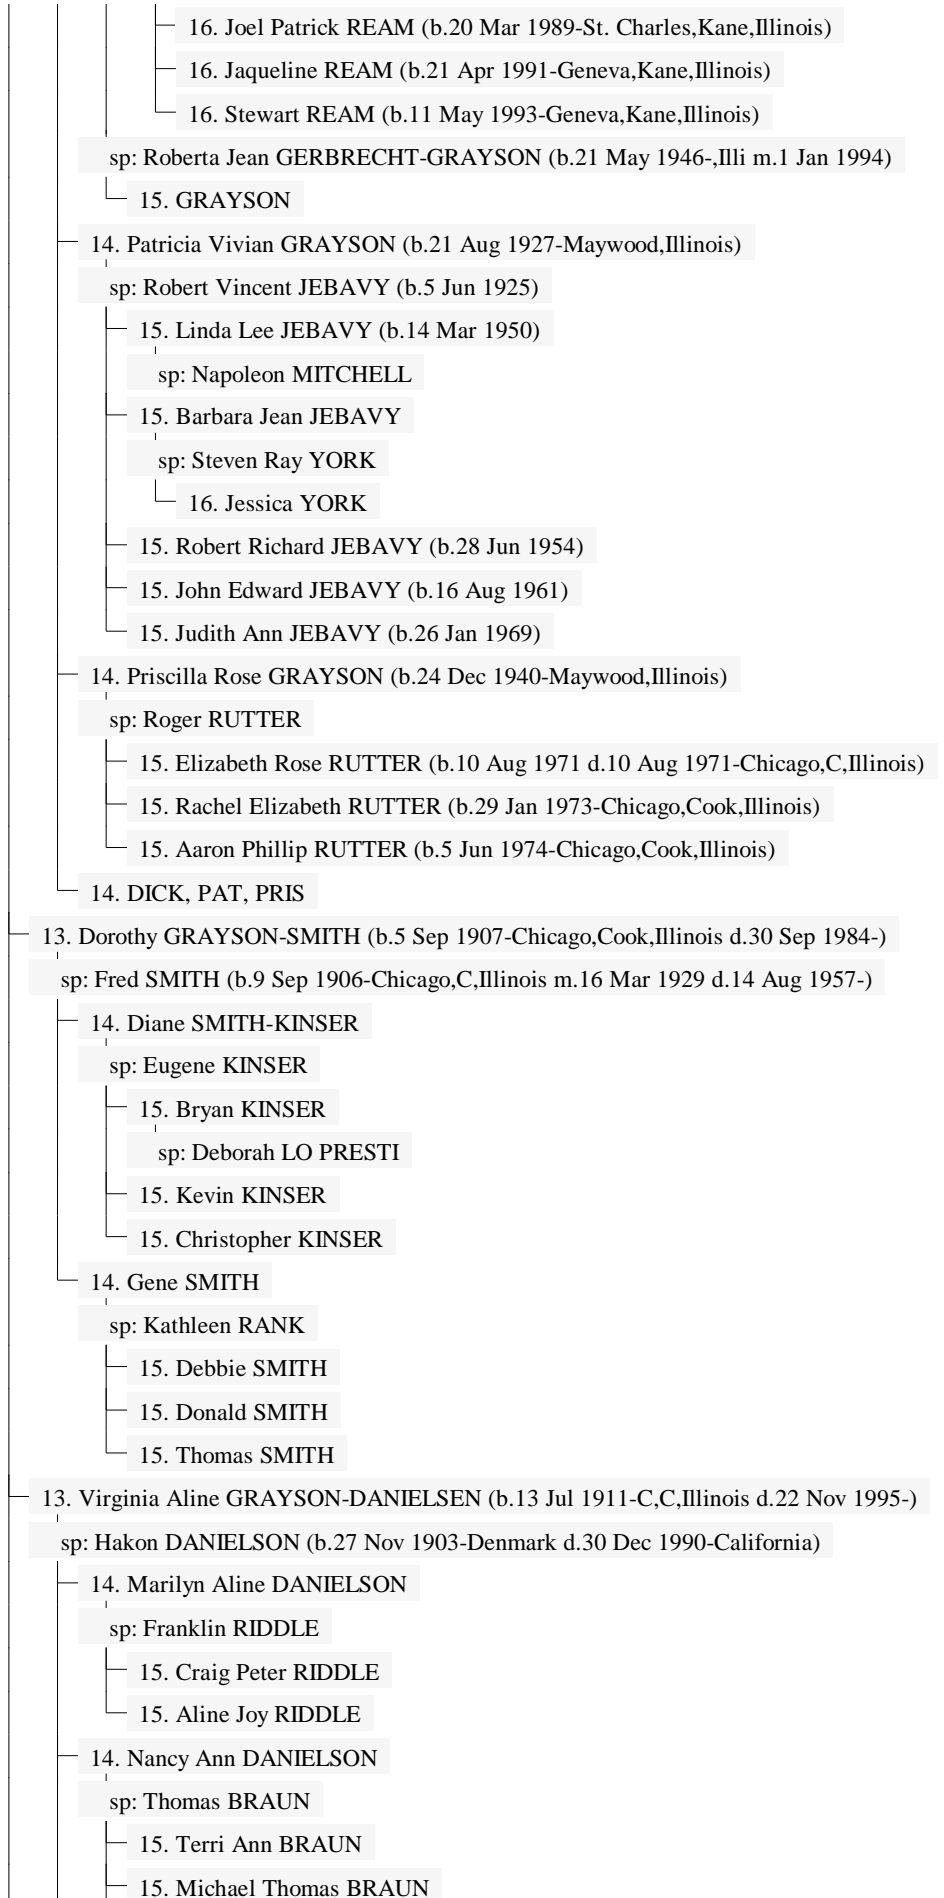 16. Joel Patrick REAM (b.20 Mar 1989-St. Charles,Kane,Illinois)
16. Jaqueline REAM (b.21 Apr 1991-Geneva,Kane,Illinois)
16. Stewart REAM (b.11 May 1993-Geneva,Kane,Illinois)
sp: Roberta Jean GERBRECHT-GRAYSON (b.21 May 1946-,Illi m.1 Jan 1994)
15. GRAYSON
14. Patricia Vivian GRAYSON (b.21 Aug 1927-Maywood,Illinois)
sp: Robert Vincent JEBAVY (b.5 Jun 1925)
15. Linda Lee JEBAVY (b.14 Mar 1950)
sp: Napoleon MITCHELL
15. Barbara Jean JEBAVY
sp: Steven Ray YORK
16. Jessica YORK
15. Robert Richard JEBAVY (b.28 Jun 1954)
15. John Edward JEBAVY (b.16 Aug 1961)
15. Judith Ann JEBAVY (b.26 Jan 1969)
14. Priscilla Rose GRAYSON (b.24 Dec 1940-Maywood,Illinois)
sp: Roger RUTTER
15. Elizabeth Rose RUTTER (b.10 Aug 1971 d.10 Aug 1971-Chicago,C,Illinois)
15. Rachel Elizabeth RUTTER (b.29 Jan 1973-Chicago,Cook,Illinois)
15. Aaron Phillip RUTTER (b.5 Jun 1974-Chicago,Cook,Illinois)
14. DICK, PAT, PRIS
13. Dorothy GRAYSON-SMITH (b.5 Sep 1907-Chicago,Cook,Illinois d.30 Sep 1984-)
sp: Fred SMITH (b.9 Sep 1906-Chicago,C,Illinois m.16 Mar 1929 d.14 Aug 1957-)
14. Diane SMITH-KINSER
sp: Eugene KINSER
15. Bryan KINSER
sp: Deborah LO PRESTI
15. Kevin KINSER
15. Christopher KINSER
14. Gene SMITH
sp: Kathleen RANK
15. Debbie SMITH
15. Donald SMITH
15. Thomas SMITH
13. Virginia Aline GRAYSON-DANIELSEN (b.13 Jul 1911-C,C,Illinois d.22 Nov 1995-)
sp: Hakon DANIELSON (b.27 Nov 1903-Denmark d.30 Dec 1990-California)
14. Marilyn Aline DANIELSON
sp: Franklin RIDDLE
15. Craig Peter RIDDLE
15. Aline Joy RIDDLE
14. Nancy Ann DANIELSON
sp: Thomas BRAUN
15. Terri Ann BRAUN
15. Michael Thomas BRAUN